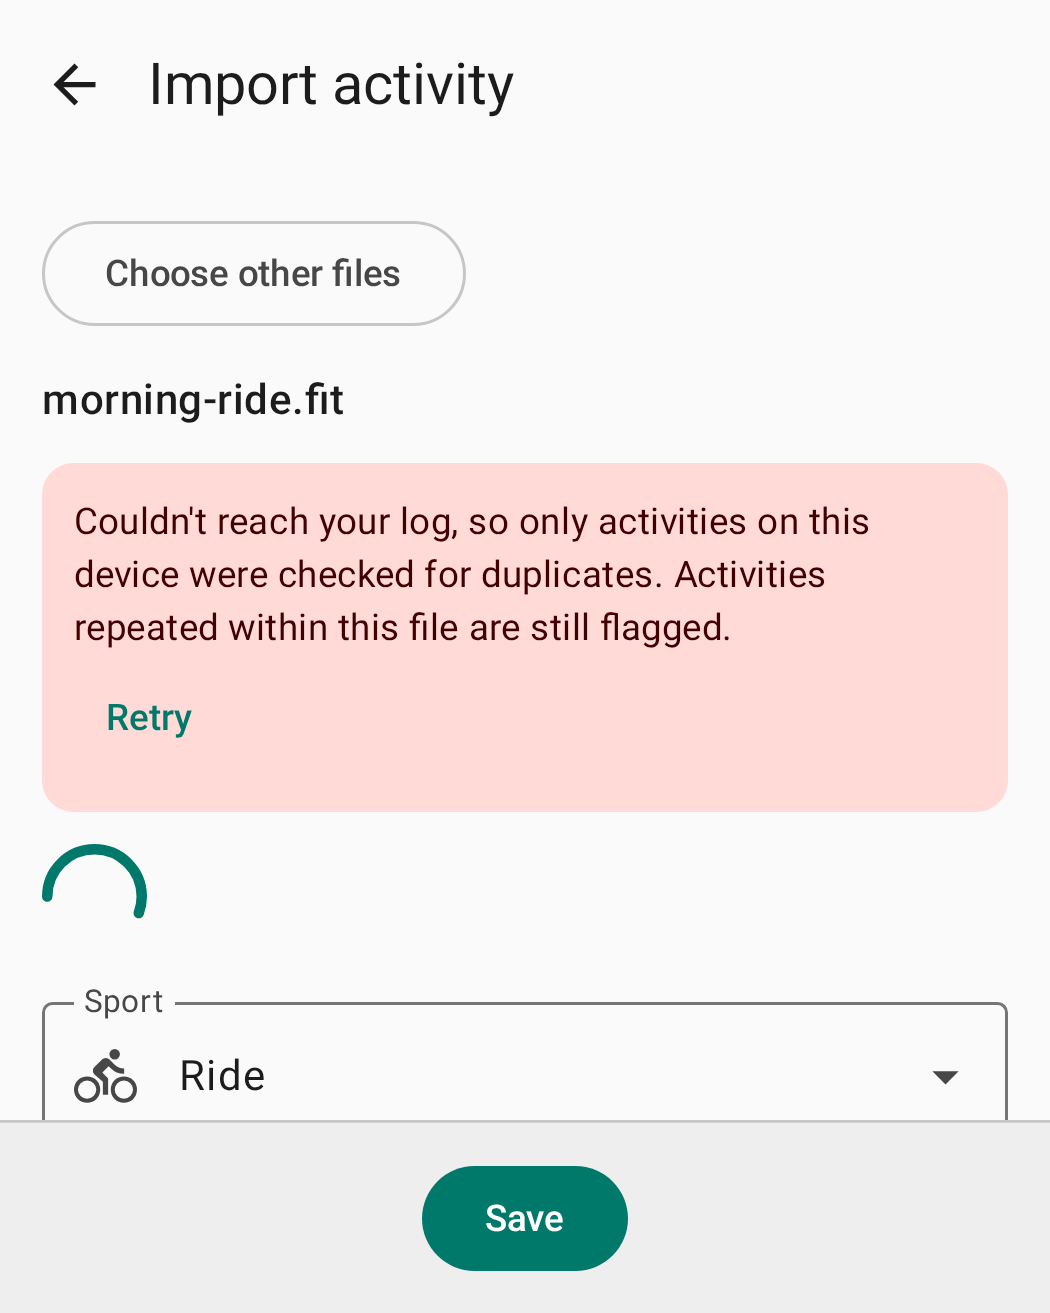 Import activity
Choose other files
morning-ride.fit
Couldn't reach your log, so only activities on this
device were checked for duplicates. Activities
repeated within this file are still flagged.
Retry
Sport
Ride
Save